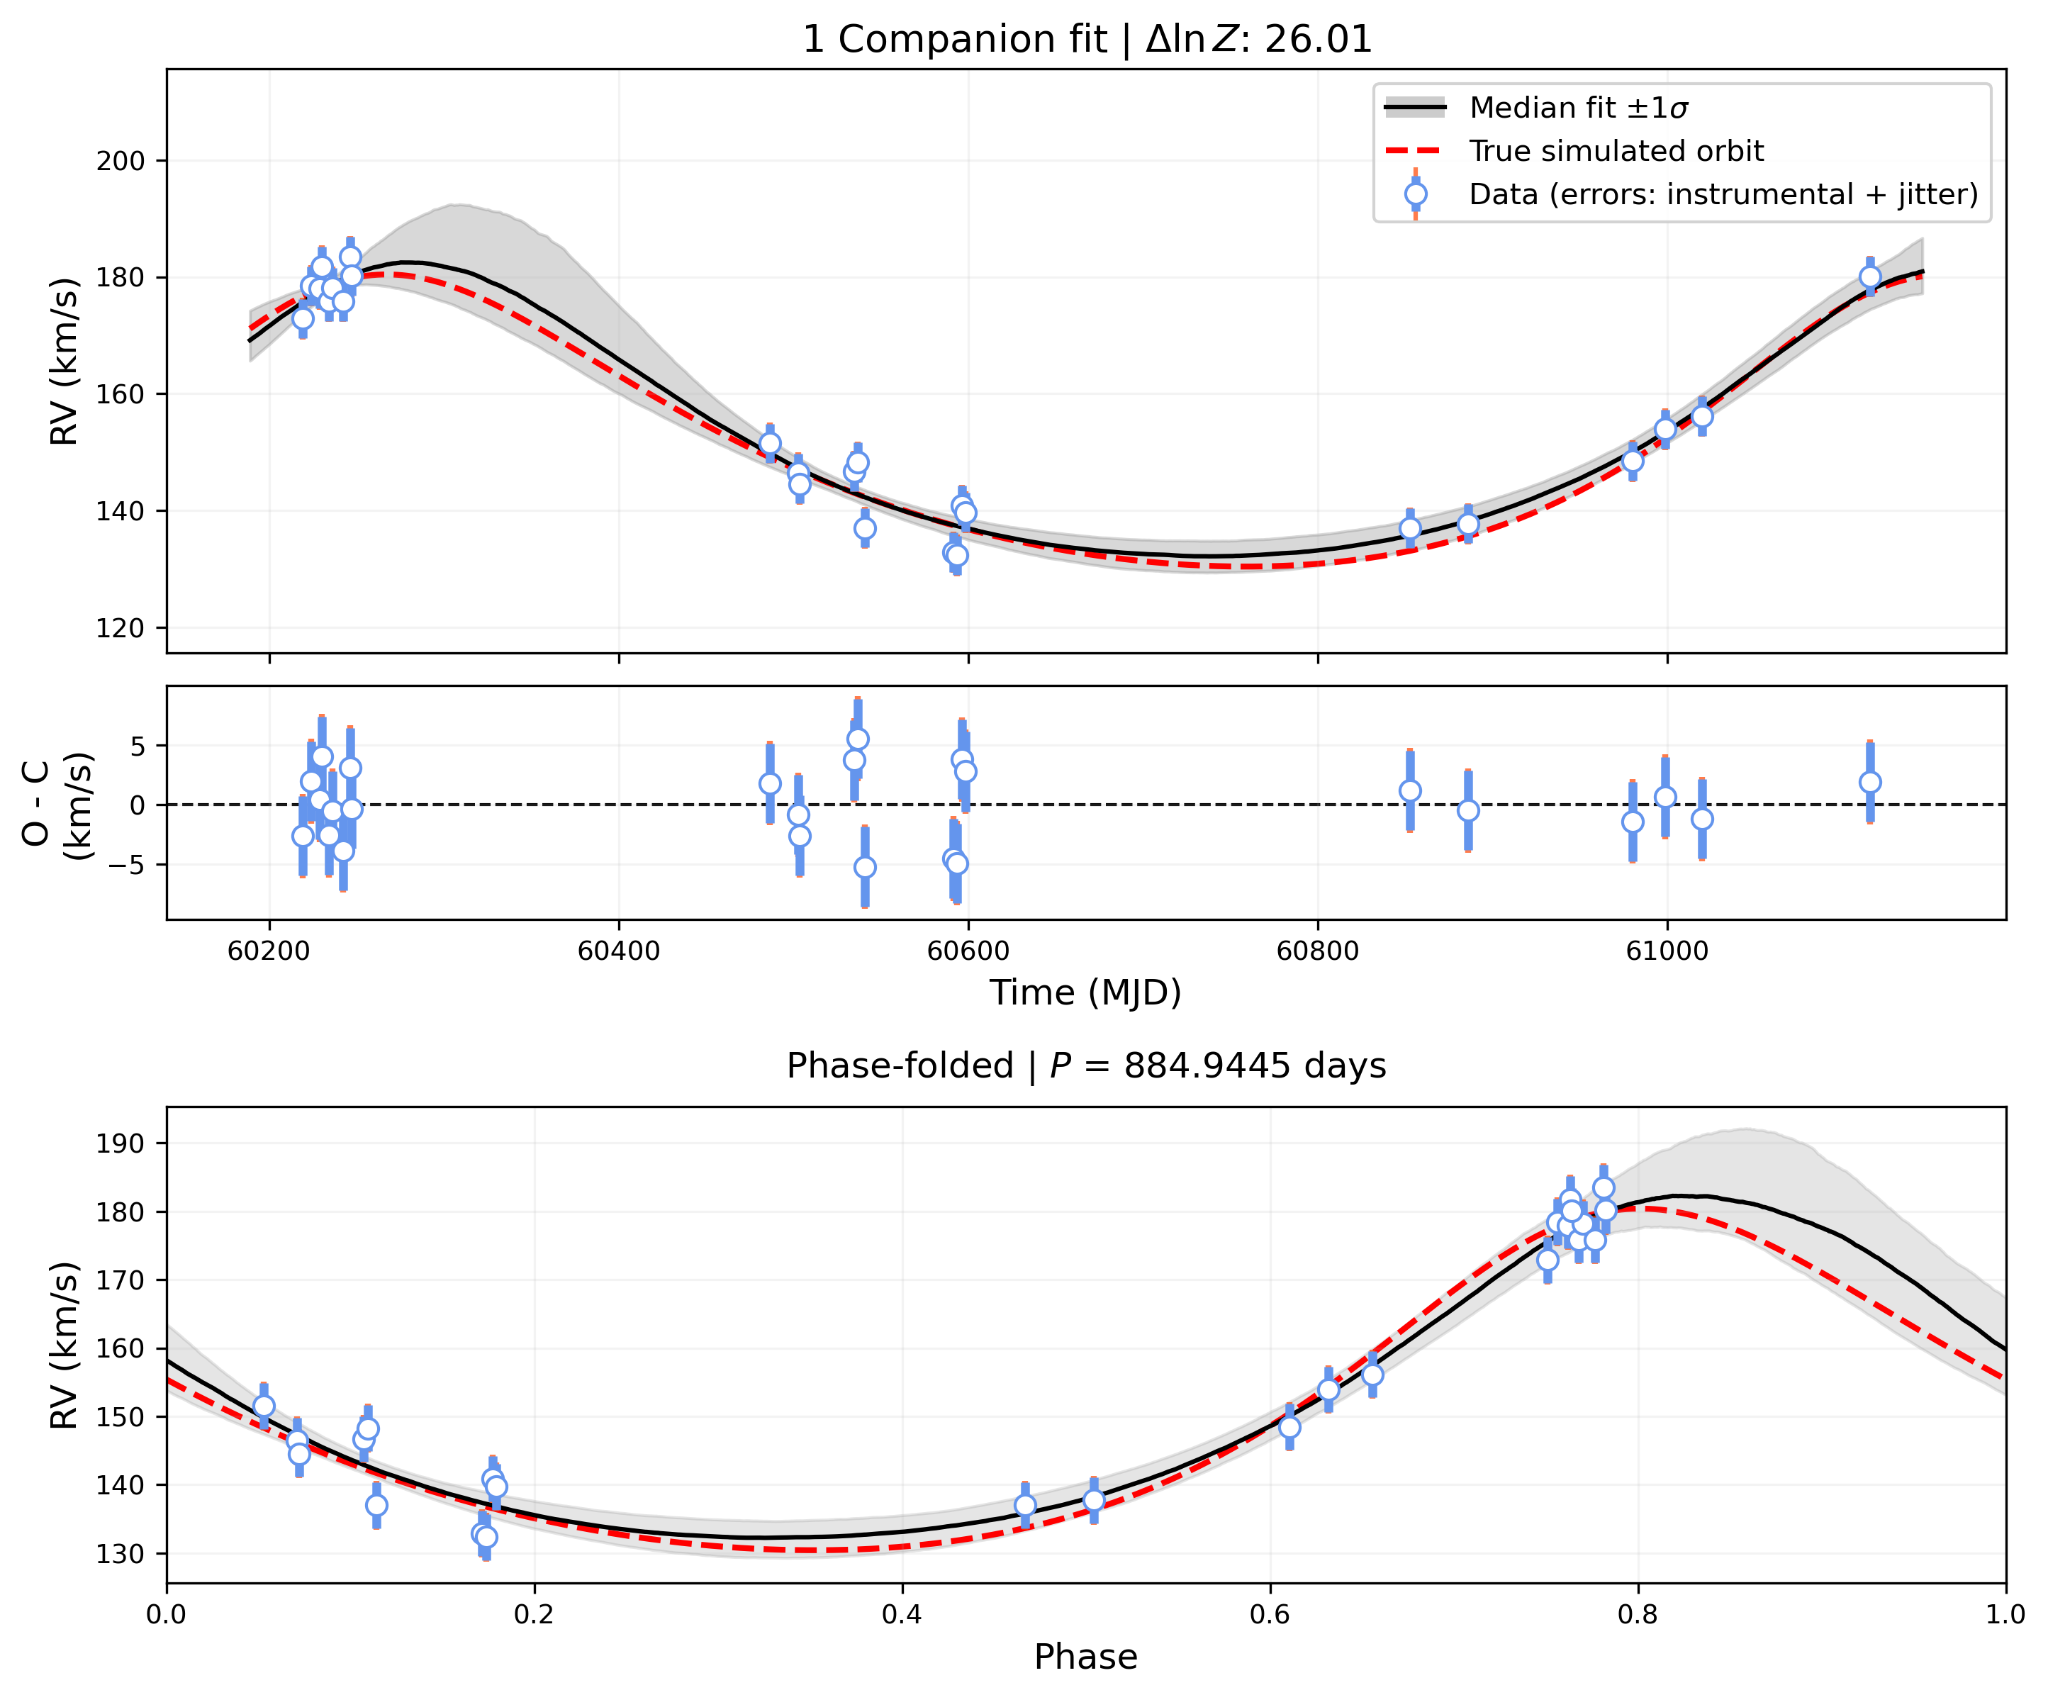 1 Companion fit | Δln Z: 26.01
Median fit ±1σ
True simulated orbit
Data (errors: instrumental + jitter)
RV (km/s)
200
180
160
140
120
O - C
(km/s)
5
0
−5
60200 60400 60600 60800 61000
Time (MJD)
Phase-folded | P = 884.9445 days
RV (km/s)
190
180
170
160
150
140
130
0.0 0.2 0.4 0.6 0.8 1.0
Phase